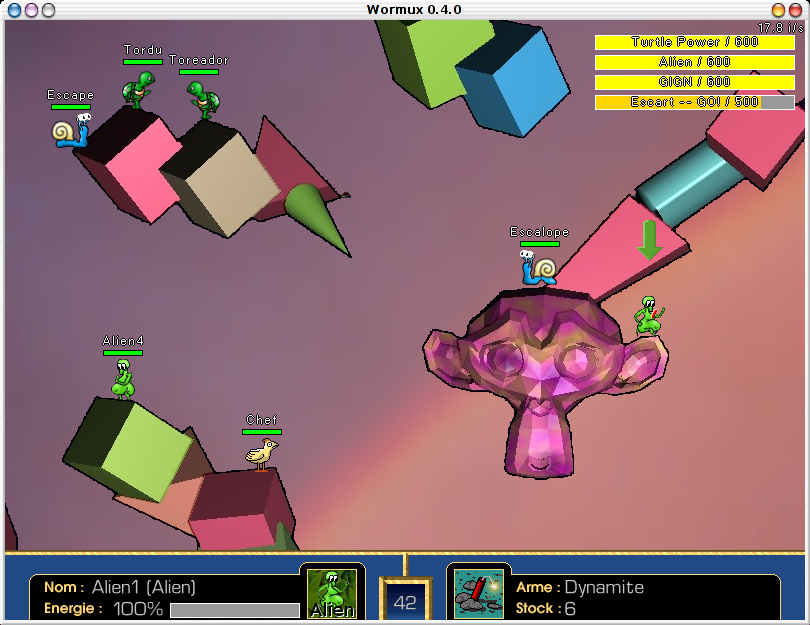 Wormux 0.4.0
17.8 i/s
Turtle Power / 600
Alien / 600
GIGN / 600
Escart -- GO! / 500
Tordu
Toreador
Escape
Escalope
Alien4
Chef
Nom : Alien1 (Alien)
Energie : 100%
Alien
42
Arme : Dynamite
Stock : 6